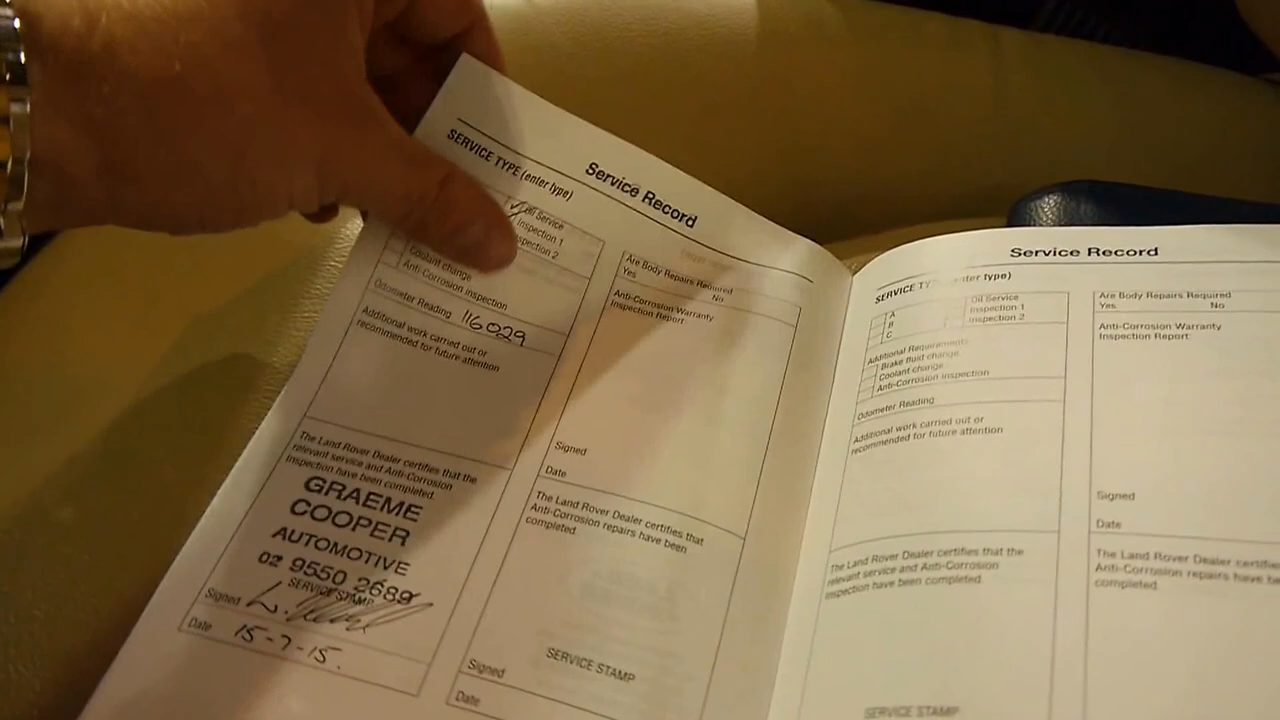 Service Record
SERVICE TYPE (enter type)
Oil Service
Inspection 1
Inspection 2
Coolant change
Anti-Corrosion inspection
Odometer Reading 116029
Additional work carried out or
recommended for future attention
The Land Rover Dealer certifies that the
relevant service and Anti-Corrosion
Inspection have been completed.
GRAEME
COOPER
AUTOMOTIVE
02 9550 2689
SERVICE STAMP
Signed
Date 15-7-15.
Are Body Repairs Required
Yes No
Anti-Corrosion Warranty
Inspection Report
Signed
Date
The Land Rover Dealer certifies that
Anti-Corrosion repairs have been
completed
SERVICE STAMP
Signed
Date
Service Record
SERVICE enter type)
A Oil Service
B Inspection 1
C Inspection 2
Additional Requirements
Brake fluid change
Coolant change
Anti-Corrosion inspection
Odometer Reading
Additional work carried out or
recommended for future attention
The Land Rover Dealer certifies that the
relevant service and Anti-Corrosion
Inspection have been completed.
SERVICE STAMP
Are Body Repairs Required
Yes No
Anti-Corrosion Warranty
Inspection Report
Signed
Date
The Land Rover Dealer
Anti-Corrosion repairs have
completed.